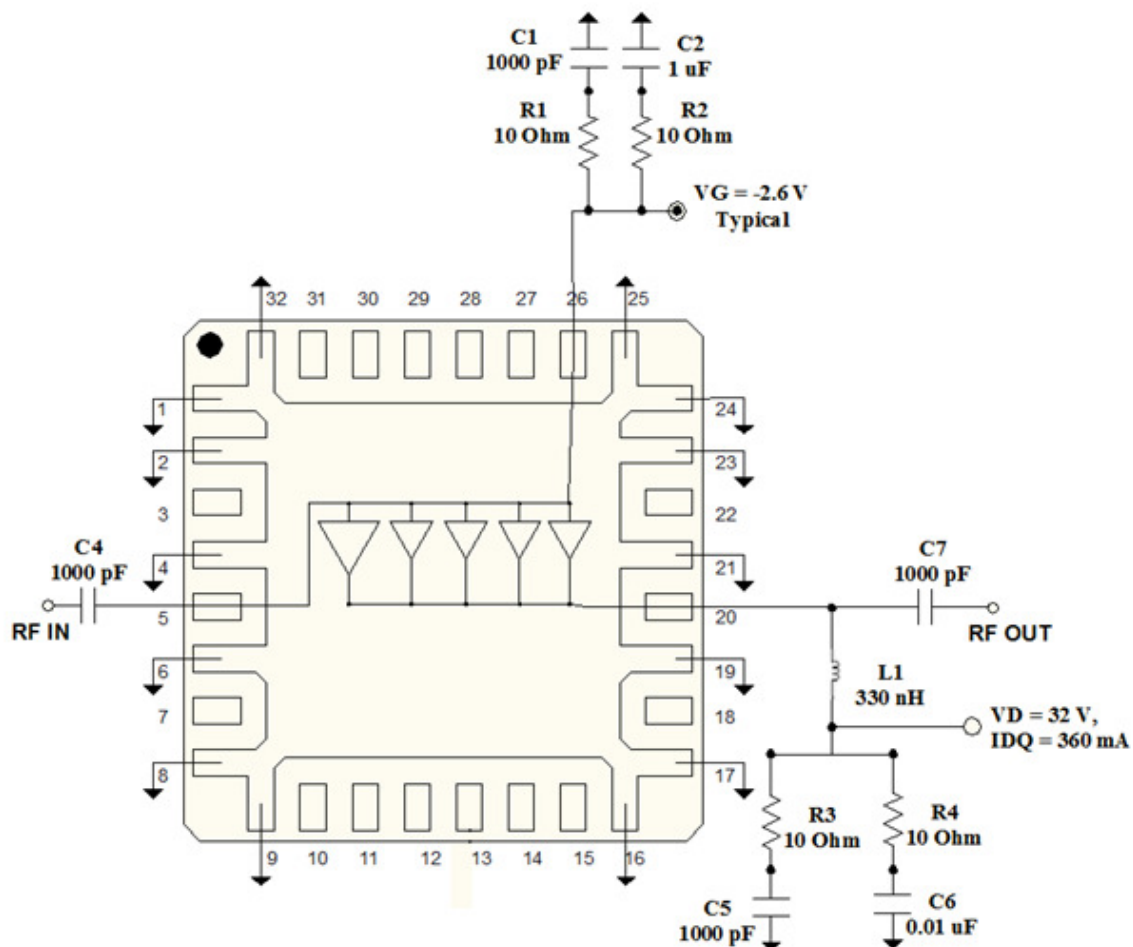 C1
1000 pF
C2
1 uF
R1
10 Ohm
R2
10 Ohm
VG = -2.6 V
Typical
32
31
30
29
28
27
26
25
1
2
3
4
5
6
7
8
24
23
22
21
20
19
18
17
C4
1000 pF
RF IN
C7
1000 pF
RF OUT
L1
330 nH
VD = 32 V,
IDQ = 360 mA
R3
10 Ohm
R4
10 Ohm
9
10
11
12
13
14
15
16
C5
1000 pF
C6
0.01 uF